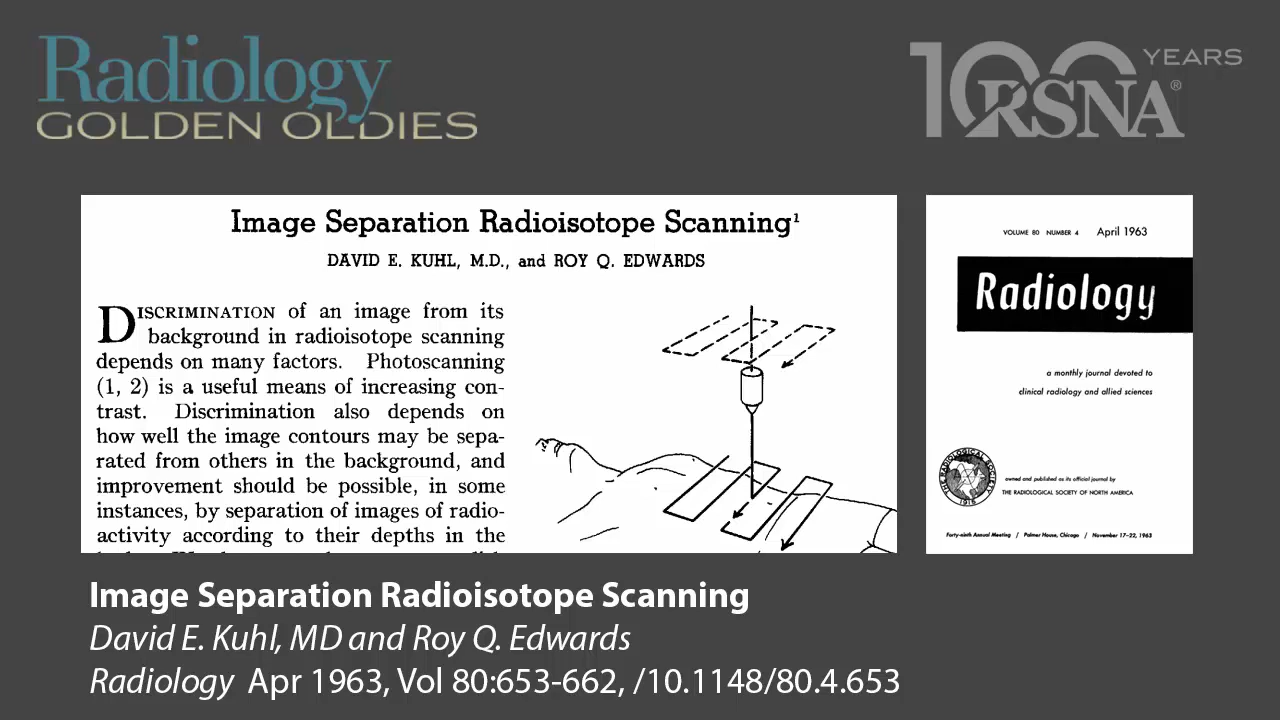 Radiology
GOLDEN OLDIES
100 YEARS
RSNA®
Image Separation Radioisotope Scanning¹
DAVID E. KUHL, M.D., and ROY Q. EDWARDS
DISCRIMINATION of an image from its
background in radioisotope scanning
depends on many factors. Photoscanning
(1, 2) is a useful means of increasing con-
trast. Discrimination also depends on
how well the image contours may be sepa-
rated from others in the background, and
improvement should be possible, in some
instances, by separation of images of radio-
activity according to their depths in the
VOLUME 80 NUMBER 4 April 1963
Radiology
a monthly journal devoted to
clinical radiology and allied sciences
THE RADIOLOGICAL SOCIETY
1915
owned and published as its official journal by
THE RADIOLOGICAL SOCIETY OF NORTH AMERICA
Forty-ninth Annual Meeting / Palmer House, Chicago / November 17-22, 1963
Image Separation Radioisotope Scanning
David E. Kuhl, MD and Roy Q. Edwards
Radiology Apr 1963, Vol 80:653-662, /10.1148/80.4.653